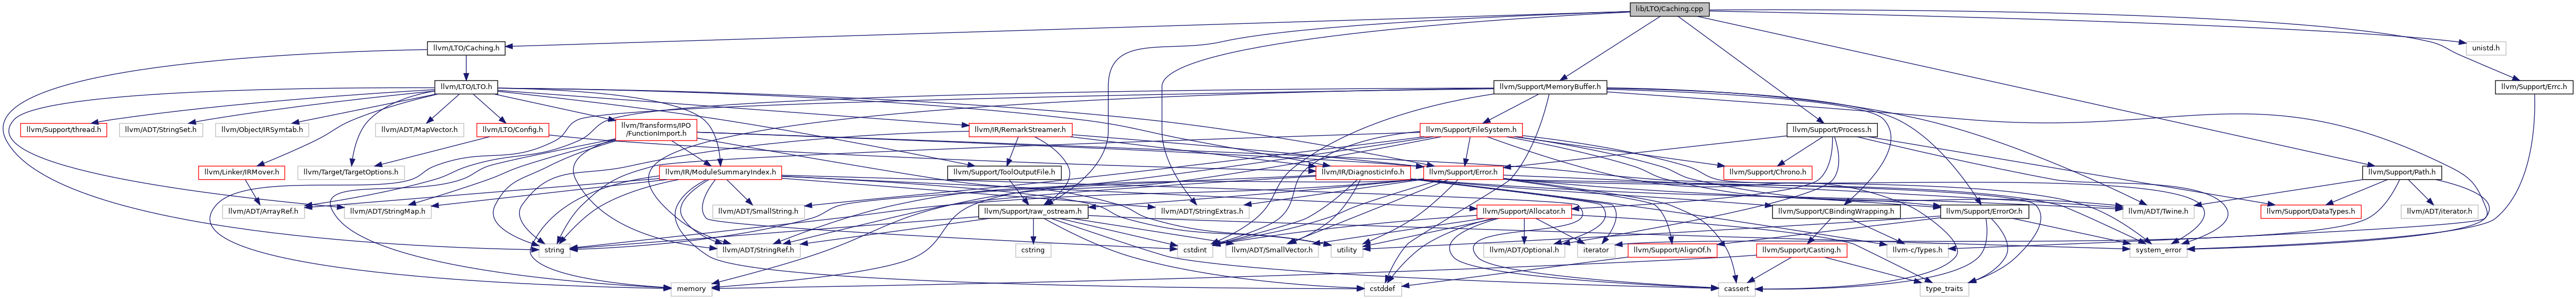 lib/LTO/Caching.cpp
llvm/LTO/Caching.h
unistd.h
llvm/LTO/LTO.h
llvm/Support/MemoryBuffer.h
llvm/Support/Errc.h
llvm/Support/thread.h
llvm/ADT/StringSet.h
llvm/Object/IRSymtab.h
llvm/ADT/MapVector.h
llvm/LTO/Config.h
llvm/Transforms/IPO
/FunctionImport.h
llvm/IR/RemarkStreamer.h
llvm/Support/FileSystem.h
llvm/Support/Process.h
llvm/Linker/IRMover.h
llvm/Target/TargetOptions.h
llvm/IR/ModuleSummaryIndex.h
llvm/Support/ToolOutputFile.h
llvm/IR/DiagnosticInfo.h
llvm/Support/Error.h
llvm/Support/Chrono.h
llvm/Support/Path.h
llvm/ADT/ArrayRef.h
llvm/ADT/StringMap.h
llvm/ADT/SmallString.h
llvm/Support/raw_ostream.h
llvm/ADT/StringExtras.h
llvm/Support/Allocator.h
llvm/Support/CBindingWrapping.h
llvm/Support/ErrorOr.h
llvm/ADT/Twine.h
llvm/Support/DataTypes.h
llvm/ADT/iterator.h
string
llvm/ADT/StringRef.h
cstring
cstdint
llvm/ADT/SmallVector.h
utility
llvm/ADT/Optional.h
iterator
llvm/Support/AlignOf.h
llvm/Support/Casting.h
llvm-c/Types.h
system_error
memory
cstddef
cassert
type_traits